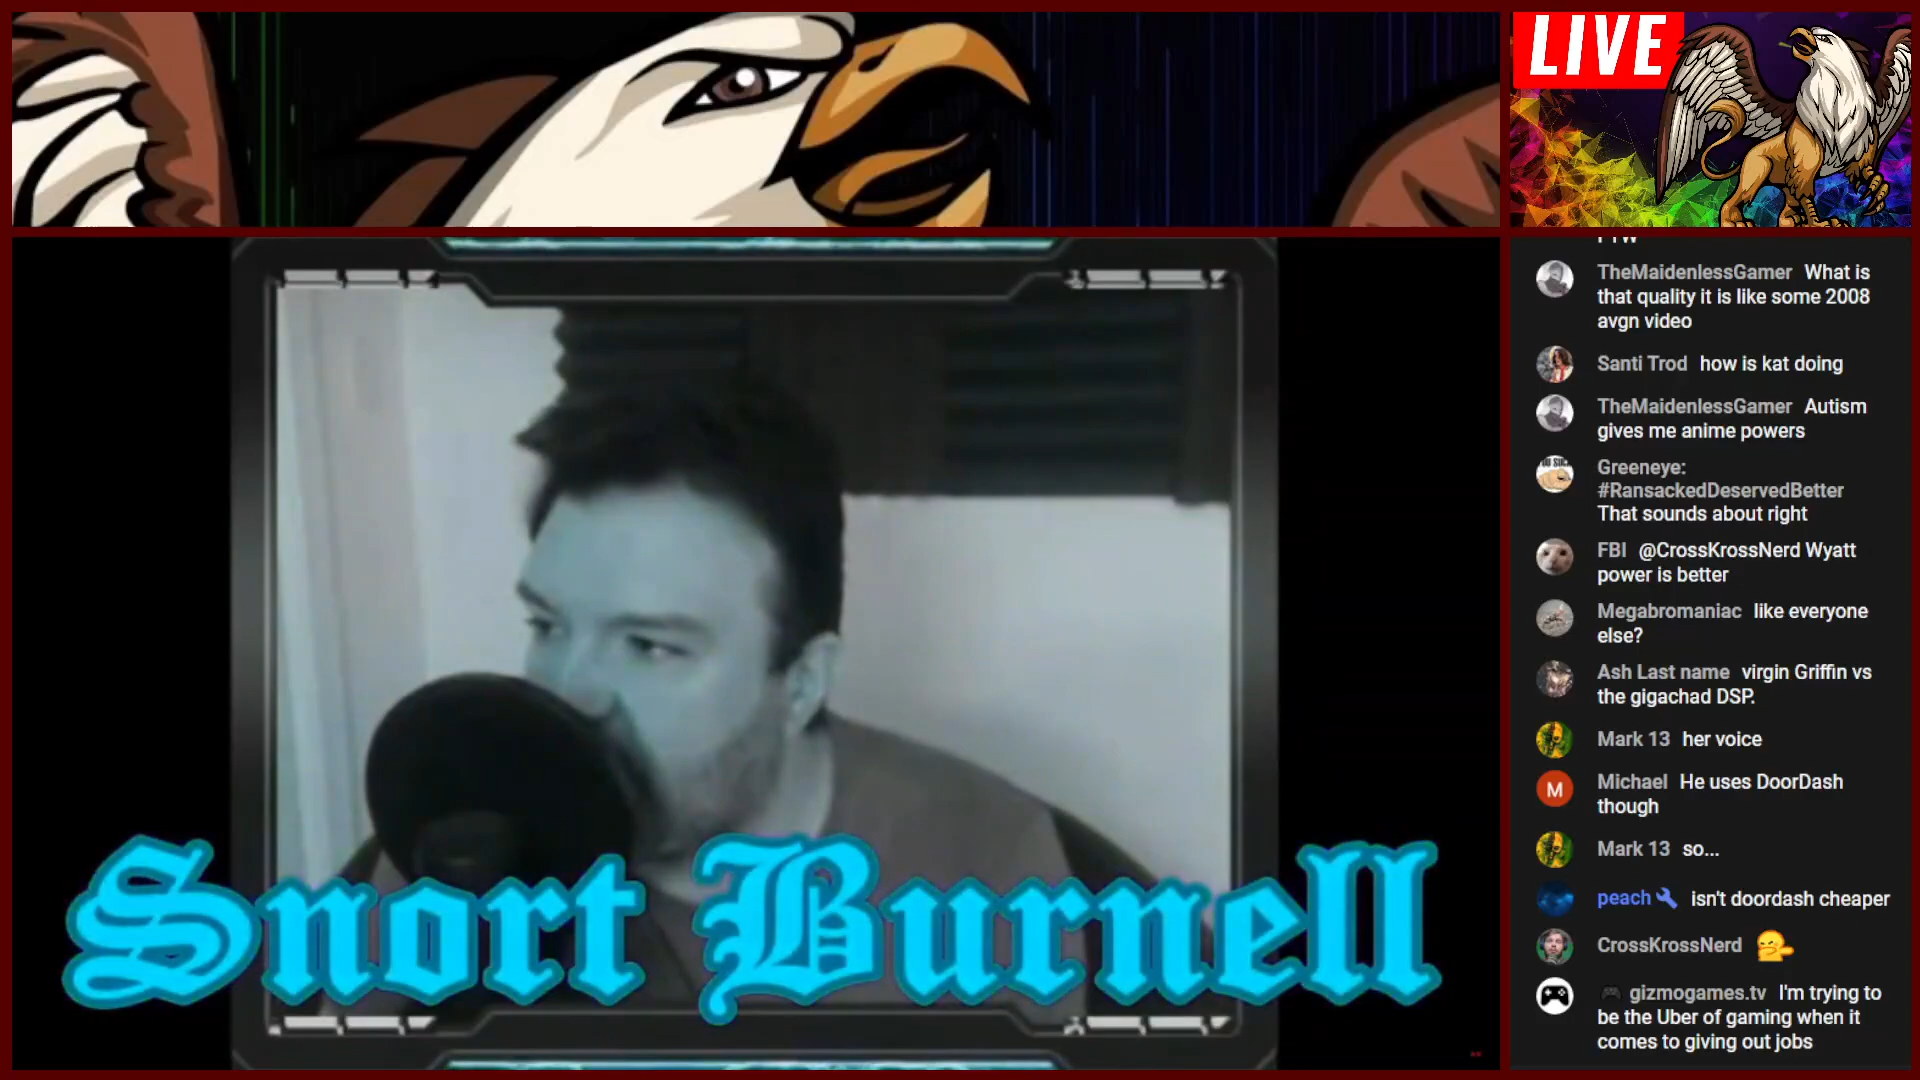 LIVE
TheMaidenlessGamer What is
that quality it is like some 2008
avgn video
Santi Trod how is kat doing
TheMaidenlessGamer Autism
gives me anime powers
Greeneye:
#RansackedDeservedBetter
That sounds about right
FBI @CrossKrossNerd Wyatt
power is better
Megabromaniac like everyone
else?
Ash Last name virgin Griffin vs
the gigachad DSP.
Mark 13 her voice
M Michael He uses DoorDash
though
Mark 13 so...
peach isn't doordash cheaper
CrossKrossNerd
gizmogames.tv I'm trying to
be the Uber of gaming when it
comes to giving out jobs
Snort Burnell